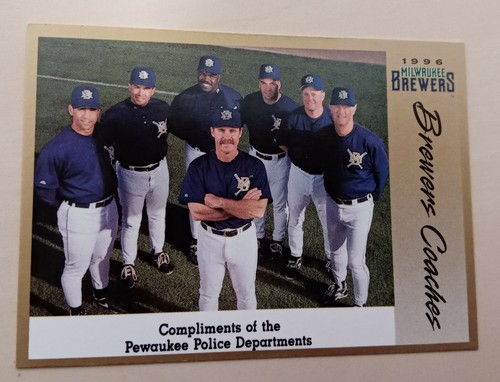 1996
MILWAUKEE
BREWERS
Brewers Coaches
Compliments of the
Pewaukee Police Departments